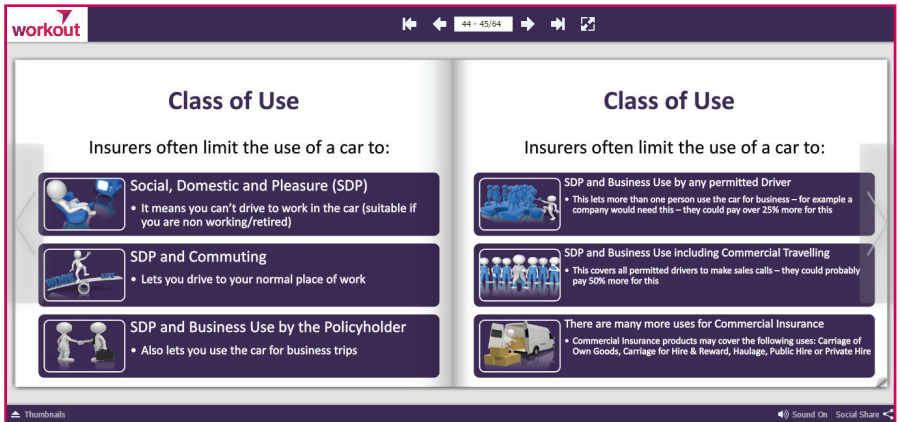 workout
44 - 45/64
Class of Use
Insurers often limit the use of a car to:
Social, Domestic and Pleasure (SDP)
• It means you can't drive to work in the car (suitable if
you are non working/retired)
SDP and Commuting
• Lets you drive to your normal place of work
SDP and Business Use by the Policyholder
• Also lets you use the car for business trips
Class of Use
Insurers often limit the use of a car to:
SDP and Business Use by any permitted Driver
• This lets more than one person use the car for business – for example a
company would need this – they could pay over 25% more for this
SDP and Business Use including Commercial Travelling
• This covers all permitted drivers to make sales calls – they could probably
pay 50% more for this
There are many more uses for Commercial Insurance
• Commercial Insurance products may cover the following uses: Carriage of
Own Goods, Carriage for Hire & Reward, Haulage, Public Hire or Private Hire
Thumbnails
Sound On Social Share